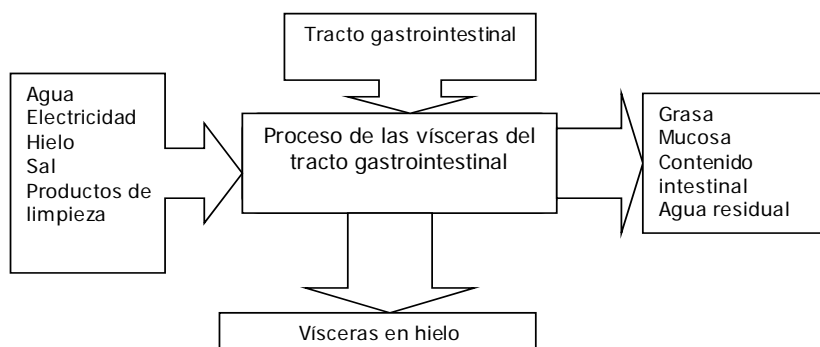 Tracto gastrointestinal
Agua
Electricidad
Hielo
Sal
Productos de
limpieza
Proceso de las vísceras del
tracto gastrointestinal
Grasa
Mucosa
Contenido
intestinal
Agua residual
Vísceras en hielo